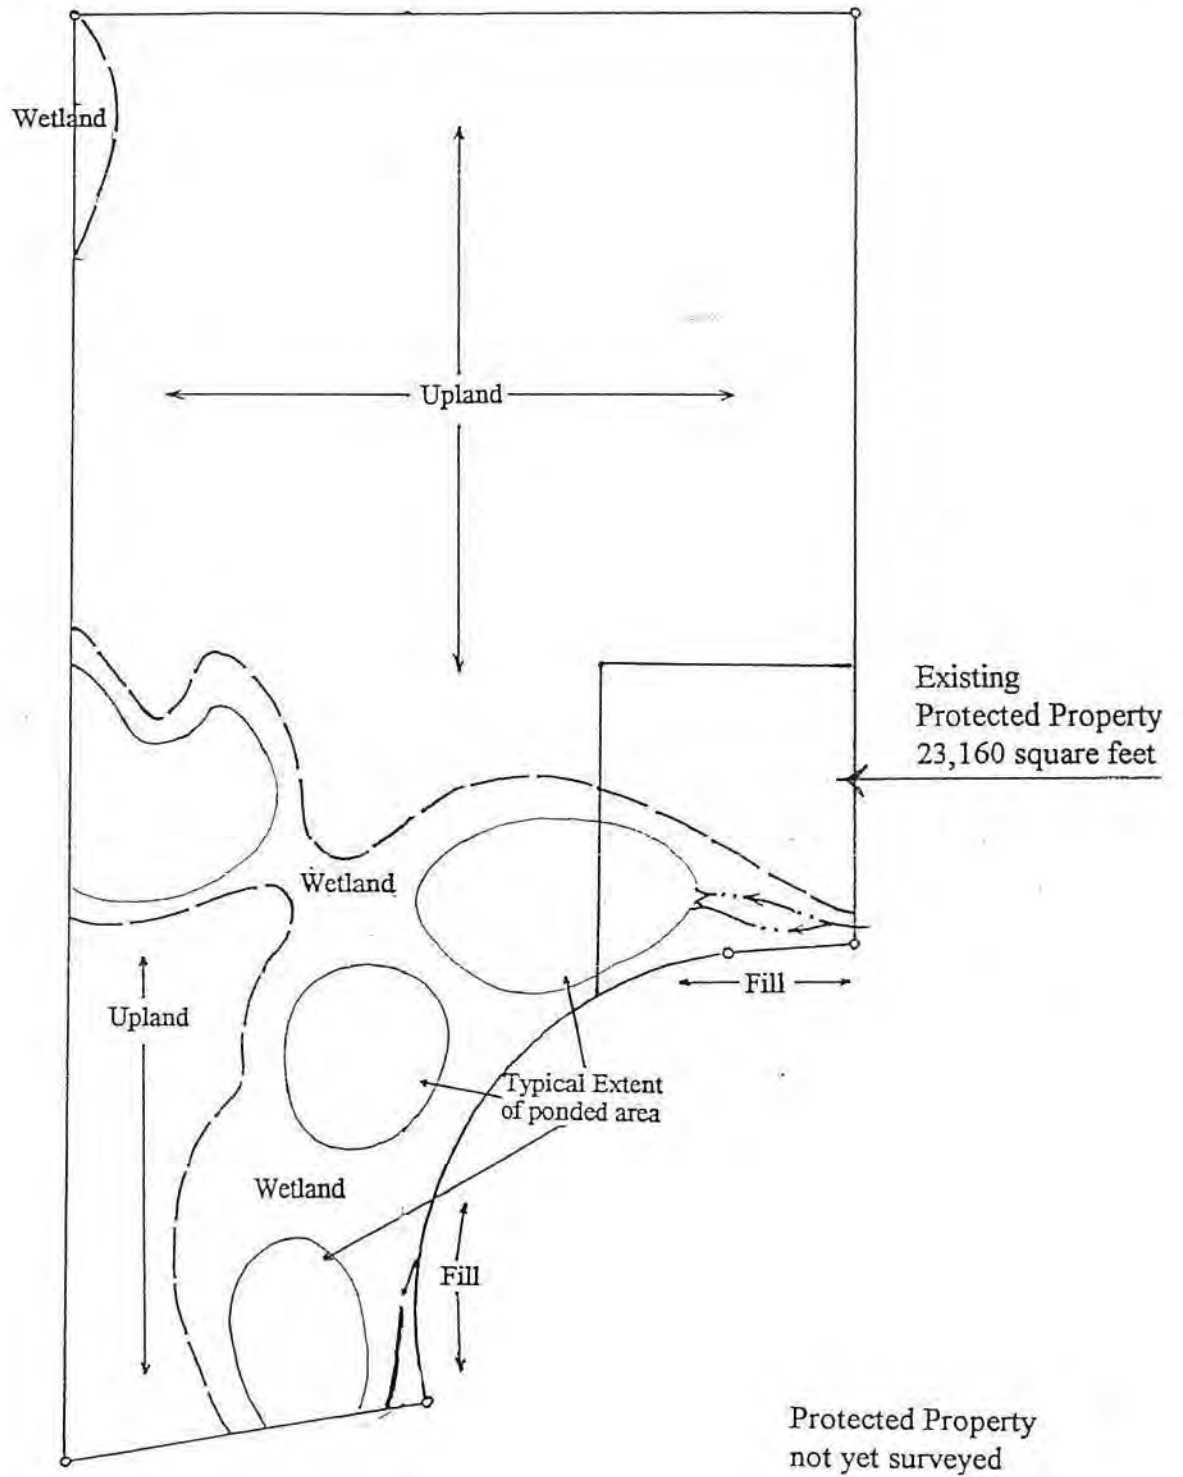 Wetland
Upland
Existing
Protected Property
23,160 square feet
Wetland
Fill
Upland
Typical Extent
of ponded area
Wetland
Fill
Protected Property
not yet surveyed